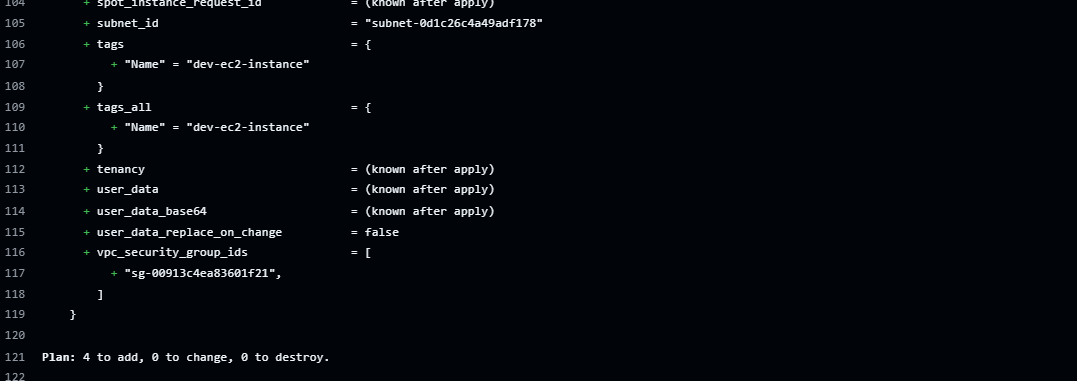 104 + spot_instance_request_id = (known after apply)
105 + subnet_id = "subnet-0d1c26c4a49adf178"
106 + tags = {
107 + "Name" = "dev-ec2-instance"
108 }
109 + tags_all = {
110 + "Name" = "dev-ec2-instance"
111 }
112 + tenancy = (known after apply)
113 + user_data = (known after apply)
114 + user_data_base64 = (known after apply)
115 + user_data_replace_on_change = false
116 + vpc_security_group_ids = [
117 + "sg-00913c4ea83601f21",
118 ]
119 }
120
121 Plan: 4 to add, 0 to change, 0 to destroy.
122